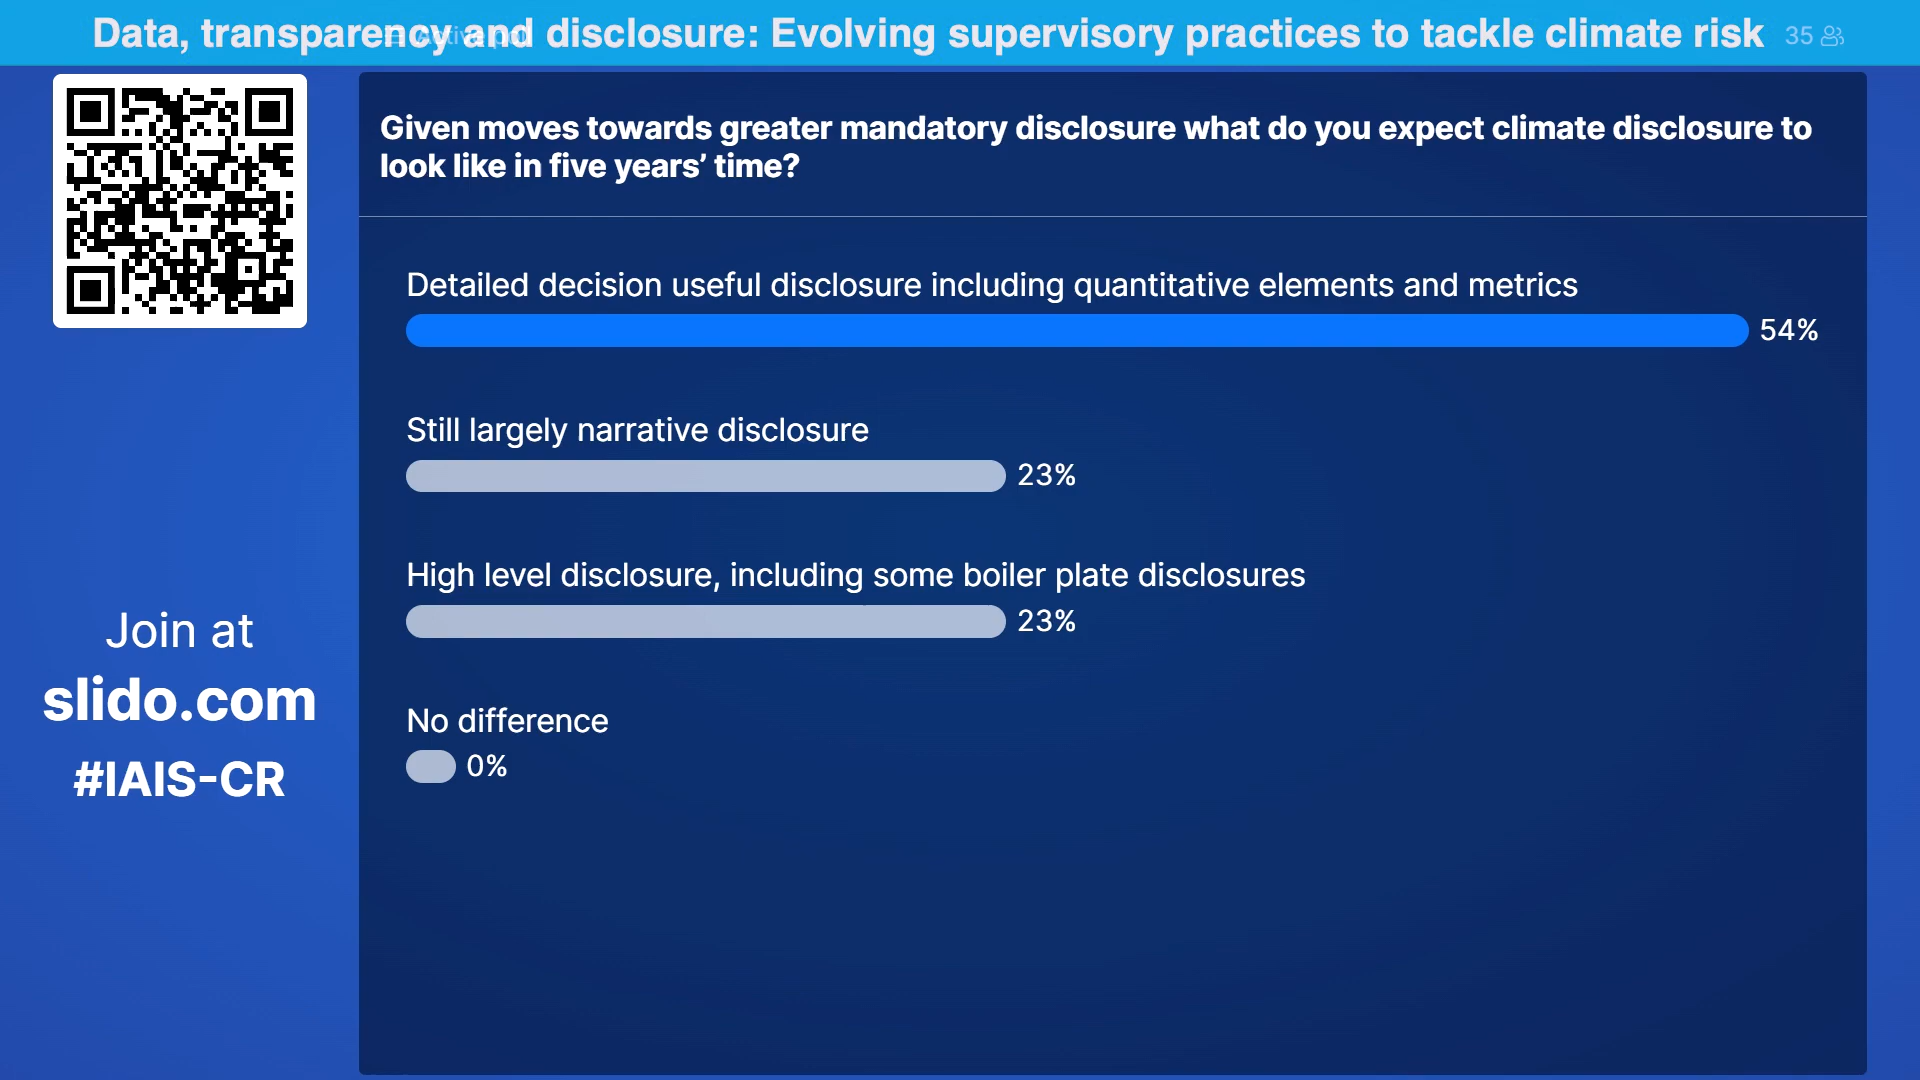 Data, transparency and disclosure: Evolving supervisory practices to tackle climate risk
35
Given moves towards greater mandatory disclosure what do you expect climate disclosure to
look like in five years’ time?
Detailed decision useful disclosure including quantitative elements and metrics
54%
Still largely narrative disclosure
23%
High level disclosure, including some boiler plate disclosures
23%
No difference
0%
Join at
slido.com
#IAIS-CR